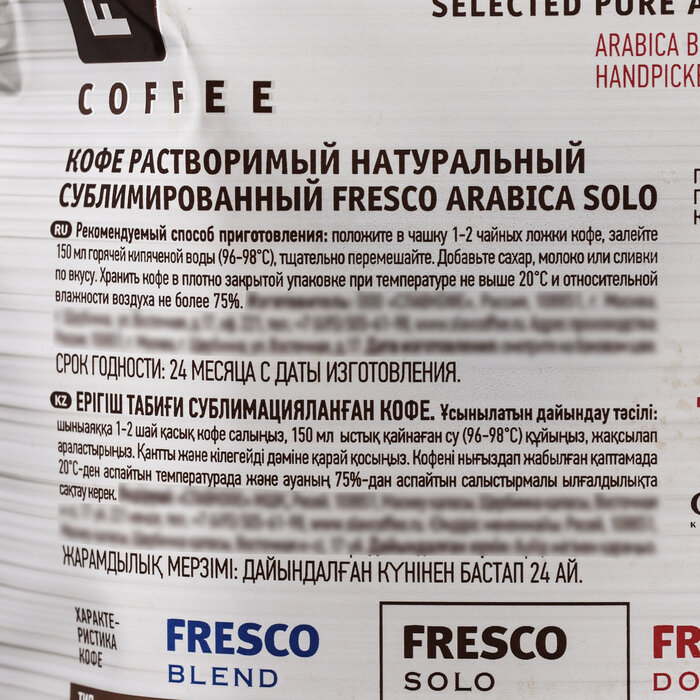 SELECTED PURE A
ARABICA B
HANDPICKE
COFFEE
КОФЕ РАСТВОРИМЫЙ НАТУРАЛЬНЫЙ
СУБЛИМИРОВАННЫЙ FRESCO ARABICA SOLO
RU Рекомендуемый способ приготовления: положите в чашку 1-2 чайных ложки кофе, залейте
150 мл горячей кипяченой воды (96-98°С), тщательно перемешайте. Добавьте сахар, молоко или сливки
по вкусу. Хранить кофе в плотно закрытой упаковке при температуре не выше 20°С и относительной
влажности воздуха не более 75%.
СРОК ГОДНОСТИ: 24 МЕСЯЦА С ДАТЫ ИЗГОТОВЛЕНИЯ.
KZ ЕРІГІШ ТАБИҒИ СУБЛИМАЦИЯЛАНҒАН КОФЕ. Ұсынылатын дайындау тәсілі:
шыныаяққа 1-2 шай қасық кофе салыңыз, 150 мл ыстық қайнаған су (96-98°С) құйыңыз, жақсылап
араластырыңыз. Қантты және кілегейді дәміне қарай қосыңыз. Кофені нығыздап жабылған қаптамада
20°С-ден аспайтын температурада және ауаның 75%-дан аспайтын салыстырмалы ылғалдылықта
сақтау керек.
ЖАРАМДЫЛЫҚ МЕРЗІМІ: ДАЙЫНДАЛҒАН КҮНІНЕН БАСТАП 24 АЙ.
ХАРАКТЕ-
РИСТИКА
КОФЕ
FRESCO
BLEND
FRESCO
SOLO
FR
DO